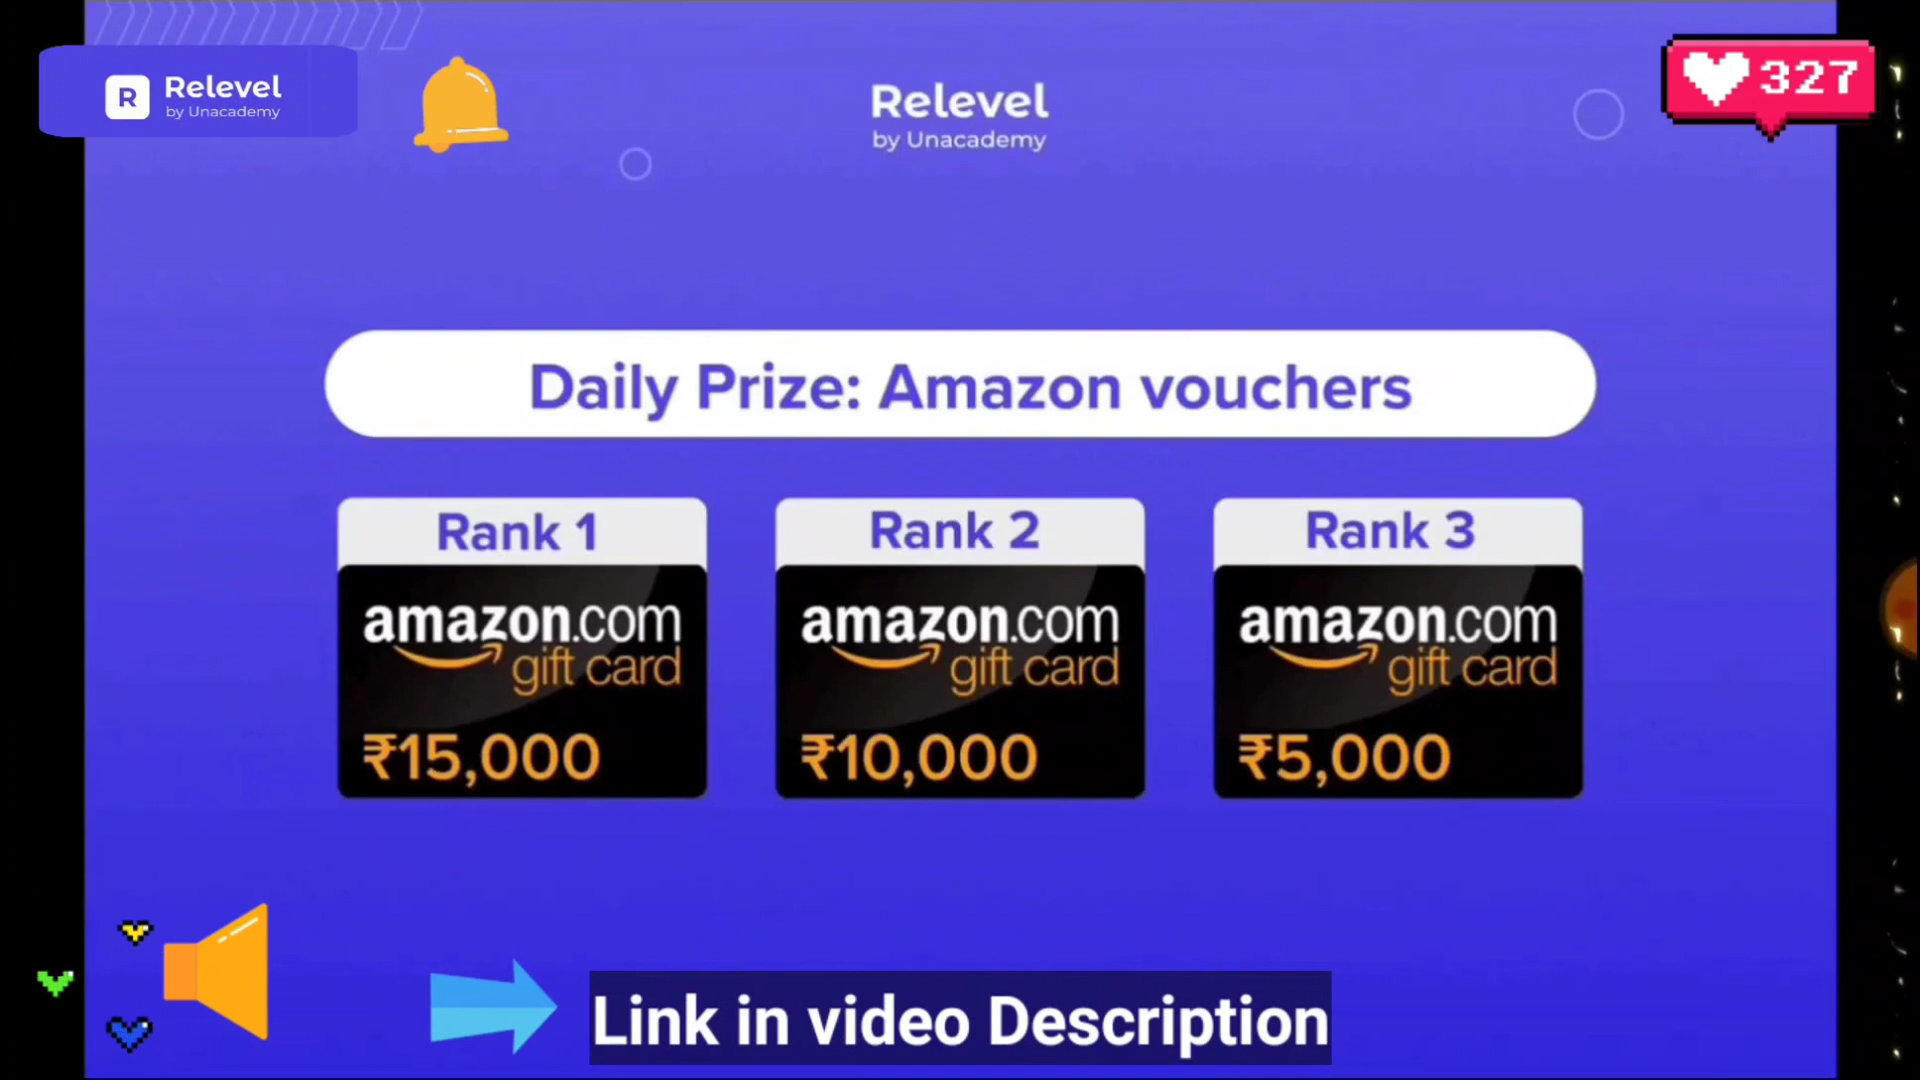 R Relevel
by Unacademy
Relevel
by Unacademy
327
Daily Prize: Amazon vouchers
Rank 1
amazon.com
gift card
₹15,000
Rank 2
amazon.com
gift card
₹10,000
Rank 3
amazon.com
gift card
₹5,000
Link in video Description